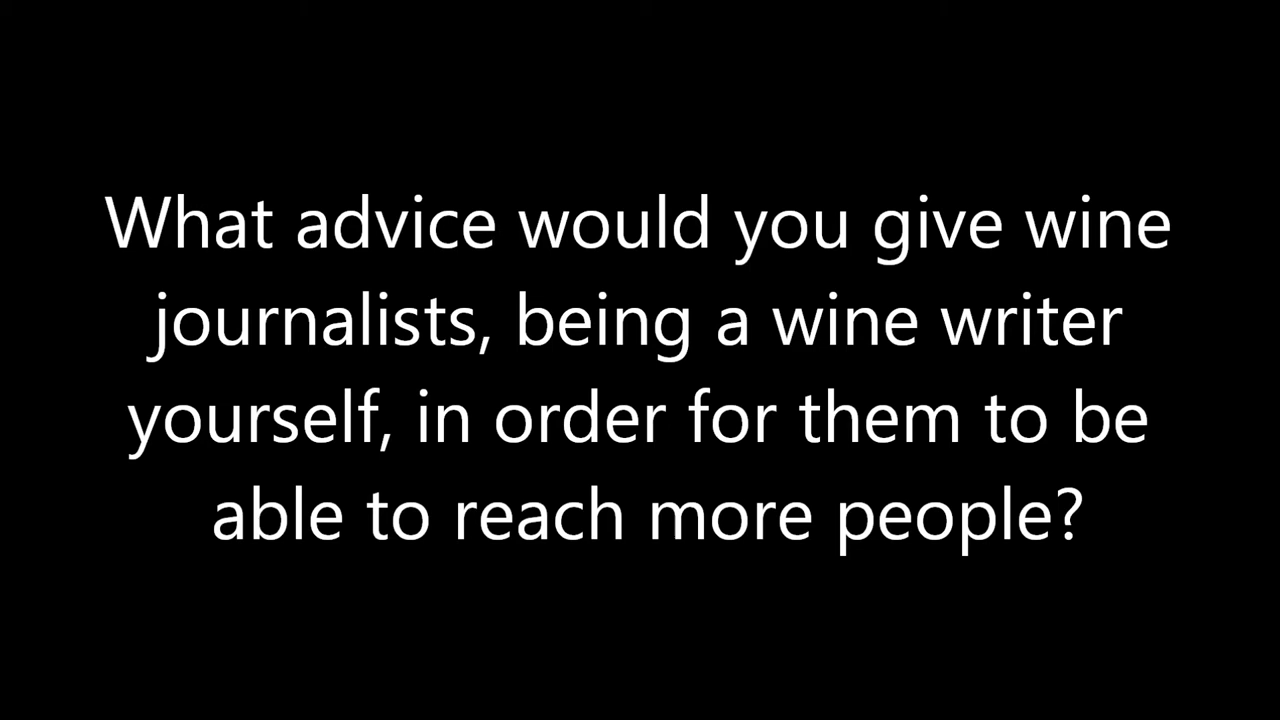 What advice would you give wine
journalists, being a wine writer
yourself, in order for them to be
able to reach more people?